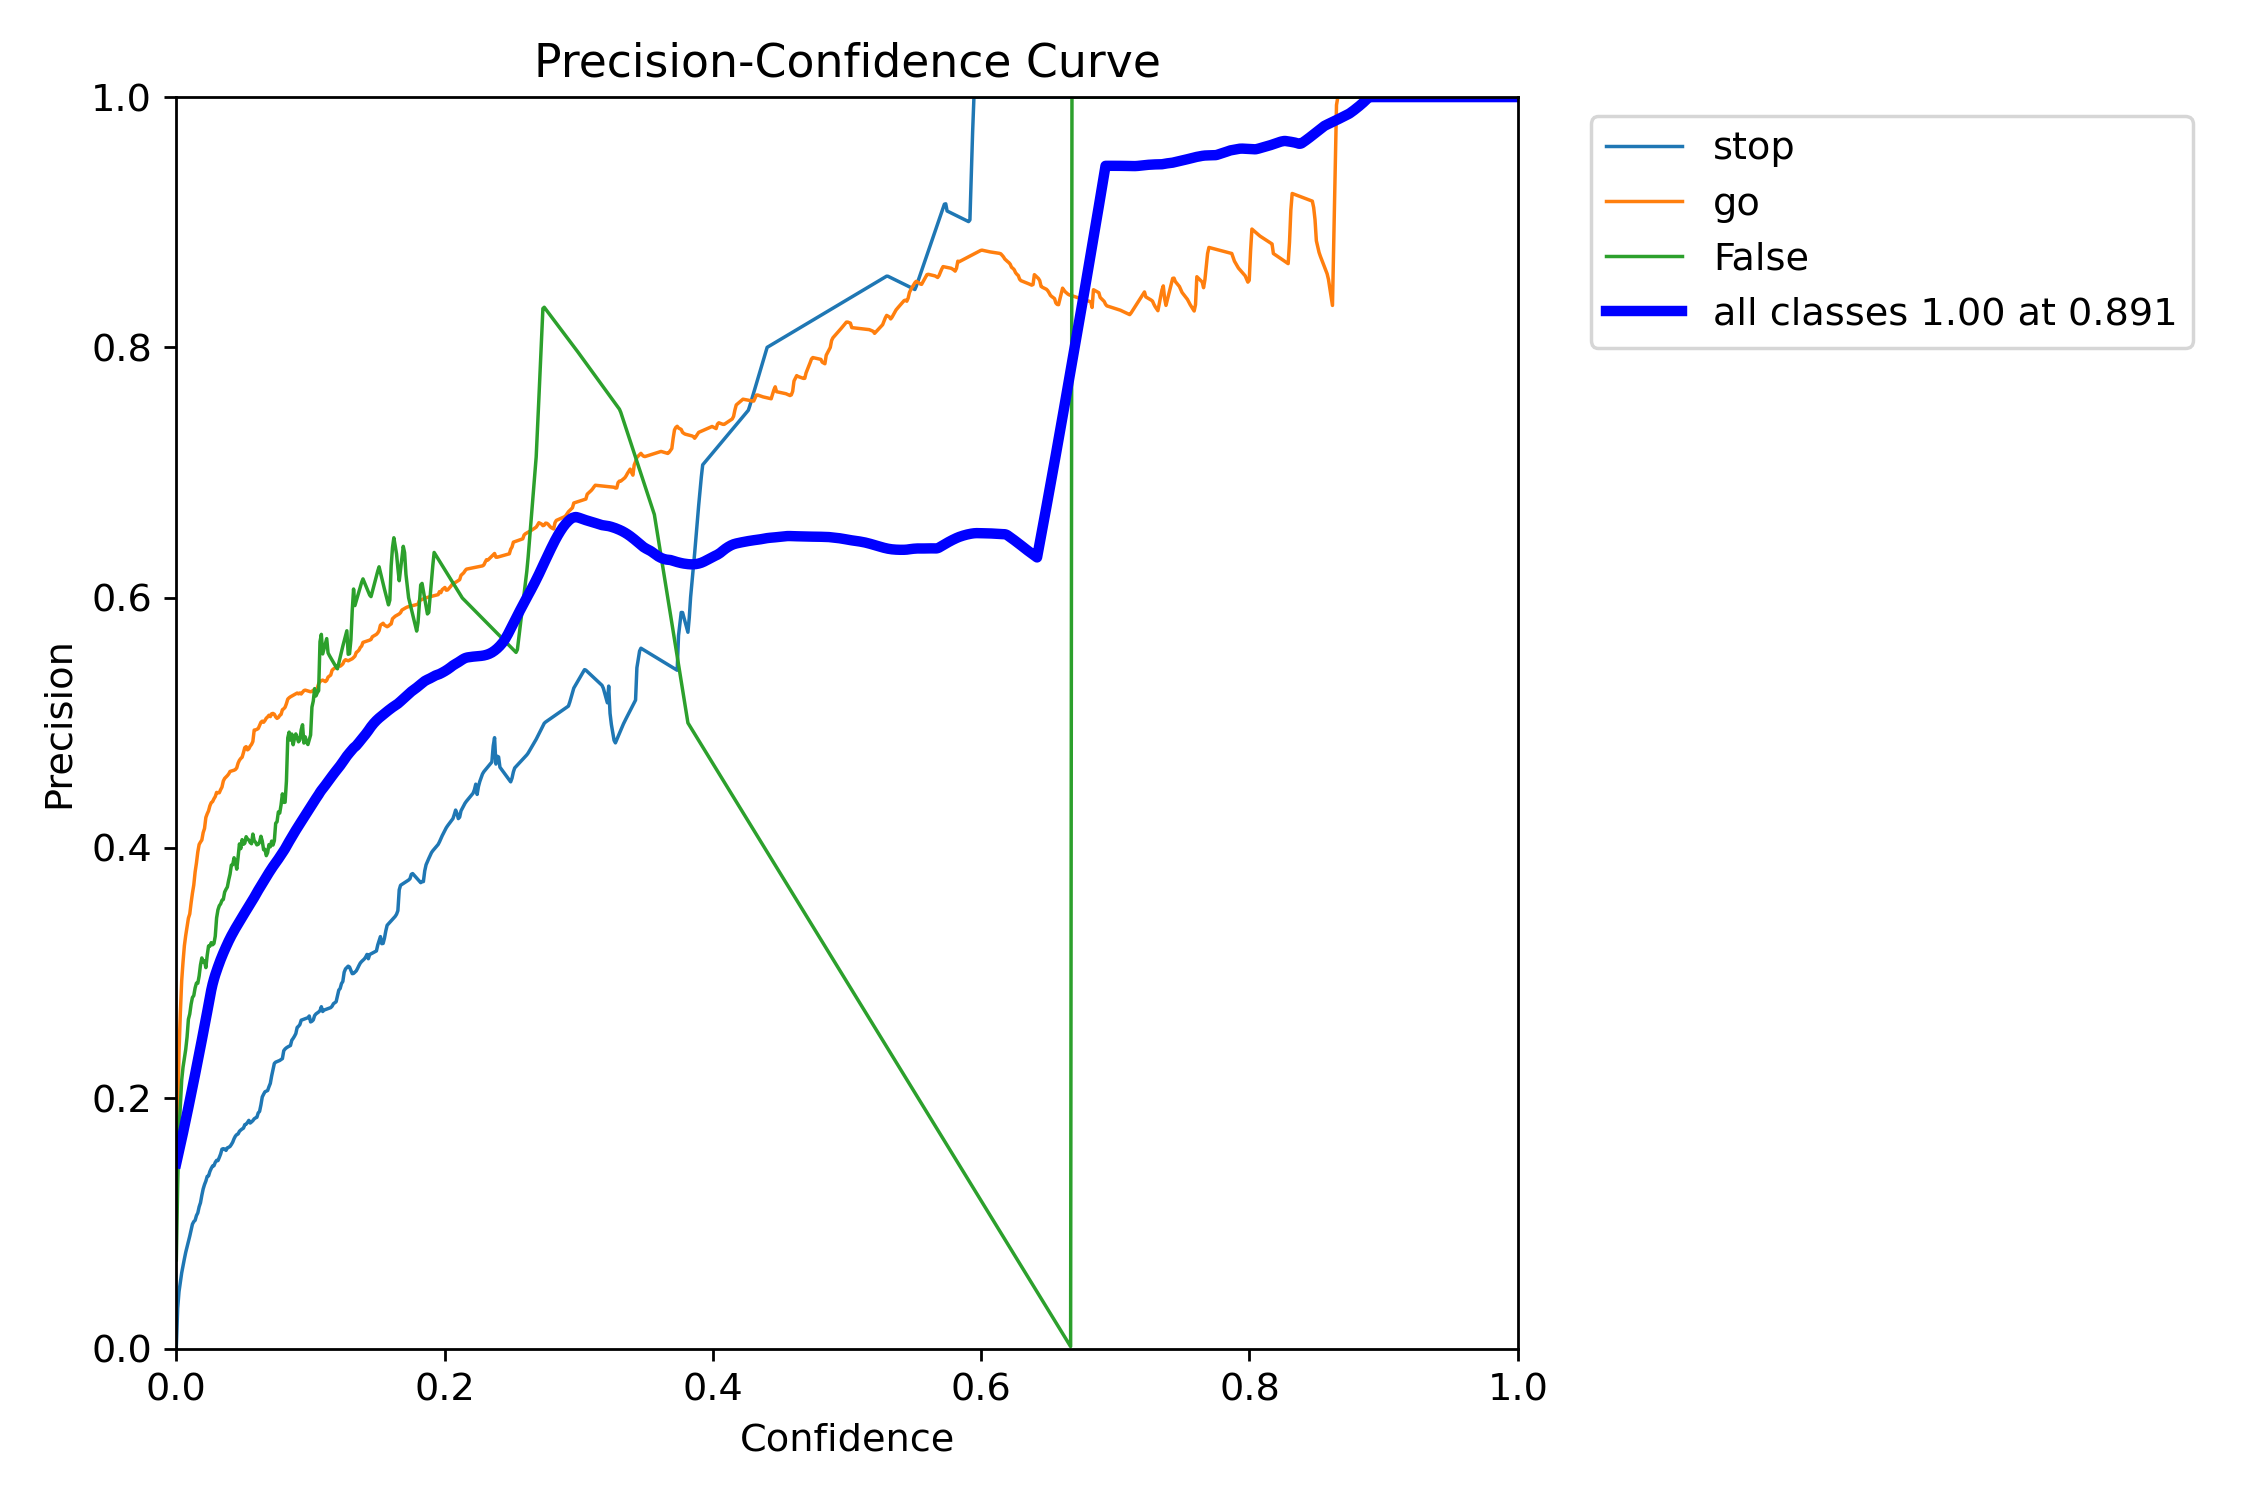 Precision-Confidence Curve
1.0
0.8
0.6
0.4
0.2
0.0
Precision
0.0 0.2 0.4 0.6 0.8 1.0
Confidence
stop
go
False
all classes 1.00 at 0.891